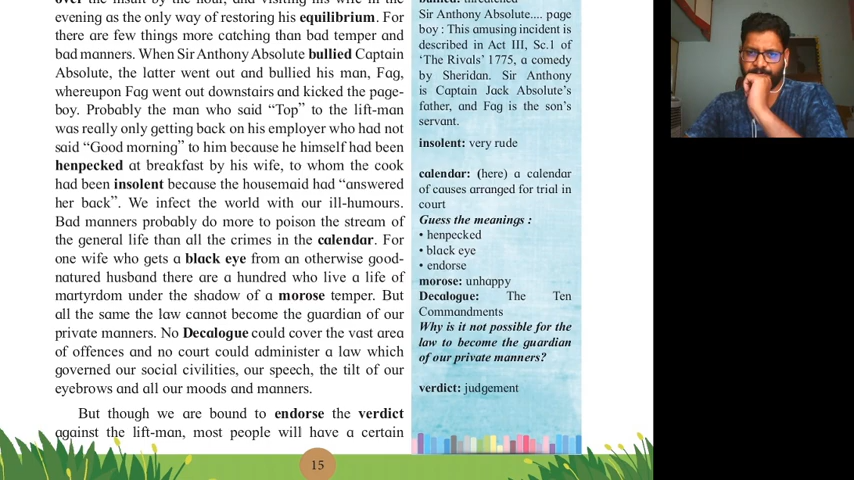 over the insult by the hour, and visiting his wife in the
evening as the only way of restoring his equilibrium. For
there are few things more catching than bad temper and
bad manners. When Sir Anthony Absolute bullied Captain
Absolute, the latter went out and bullied his man, Fag,
whereupon Fag went out downstairs and kicked the page-
boy. Probably the man who said “Top” to the lift-man
was really only getting back on his employer who had not
said “Good morning” to him because he himself had been
henpecked at breakfast by his wife, to whom the cook
had been insolent because the housemaid had “answered
her back”. We infect the world with our ill-humours.
Bad manners probably do more to poison the stream of
the general life than all the crimes in the calendar. For
one wife who gets a black eye from an otherwise good-
natured husband there are a hundred who live a life of
martyrdom under the shadow of a morose temper. But
all the same the law cannot become the guardian of our
private manners. No Decalogue could cover the vast area
of offences and no court could administer a law which
governed our social civilities, our speech, the tilt of our
eyebrows and all our moods and manners.
But though we are bound to endorse the verdict
against the lift-man, most people will have a certain
bullied: threatened
Sir Anthony Absolute.... page
boy : This amusing incident is
described in Act III, Sc.1 of
‘The Rivals’ 1775, a comedy
by Sheridan. Sir Anthony
is Captain Jack Absolute’s
father, and Fag is the son’s
servant.
insolent: very rude
calendar: (here) a calendar
of causes arranged for trial in
court
Guess the meanings :
• henpecked
• black eye
• endorse
morose: unhappy
Decalogue: The Ten
Commandments
Why is it not possible for the
law to become the guardian
of our private manners?
verdict: judgement
15